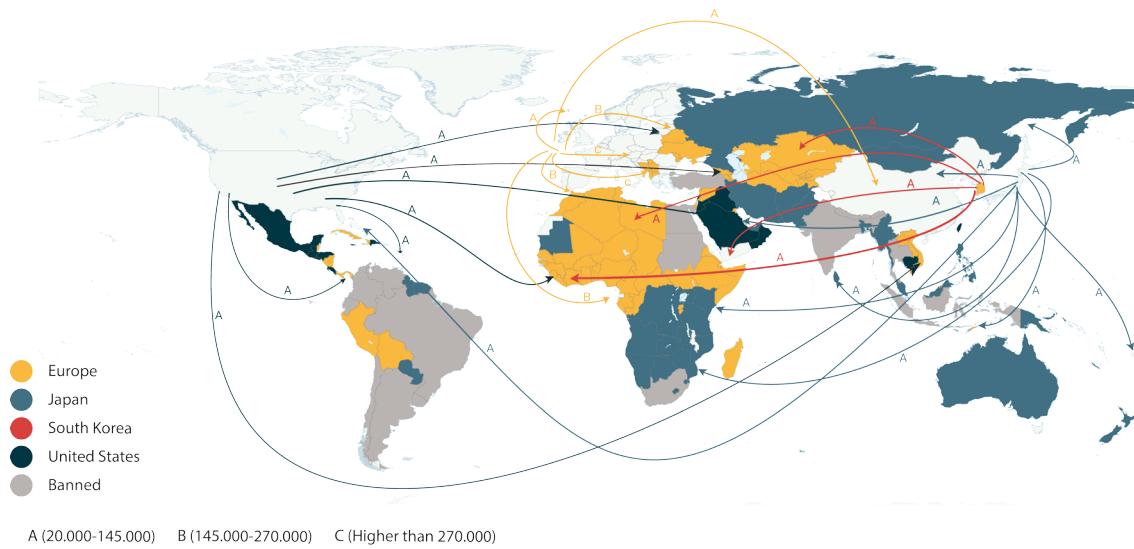 A
B
A
A
A
C
A
A
A
B
A
C
A
A
A
A
A
A
A
B
A
A
A
A
A
A
A
Europe
Japan
South Korea
United States
Banned
A (20.000-145.000) B (145.000-270.000) C (Higher than 270.000)